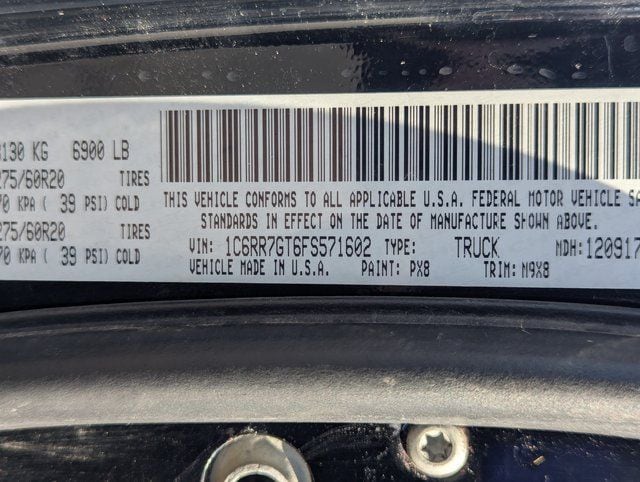 3130 KG 6900 LB
275/60R20 TIRES
70 KPA ( 39 PSI) COLD
275/60R20 TIRES
70 KPA ( 39 PSI) COLD
THIS VEHICLE CONFORMS TO ALL APPLICABLE U.S.A. FEDERAL MOTOR VEHICLE SA
STANDARDS IN EFFECT ON THE DATE OF MANUFACTURE SHOWN ABOVE.
VIN: 1C6RR7GT6FS571602 TYPE: TRUCK MDH:120917
VEHICLE MADE IN U.S.A. PAINT: PX8 TRIM: M9X8